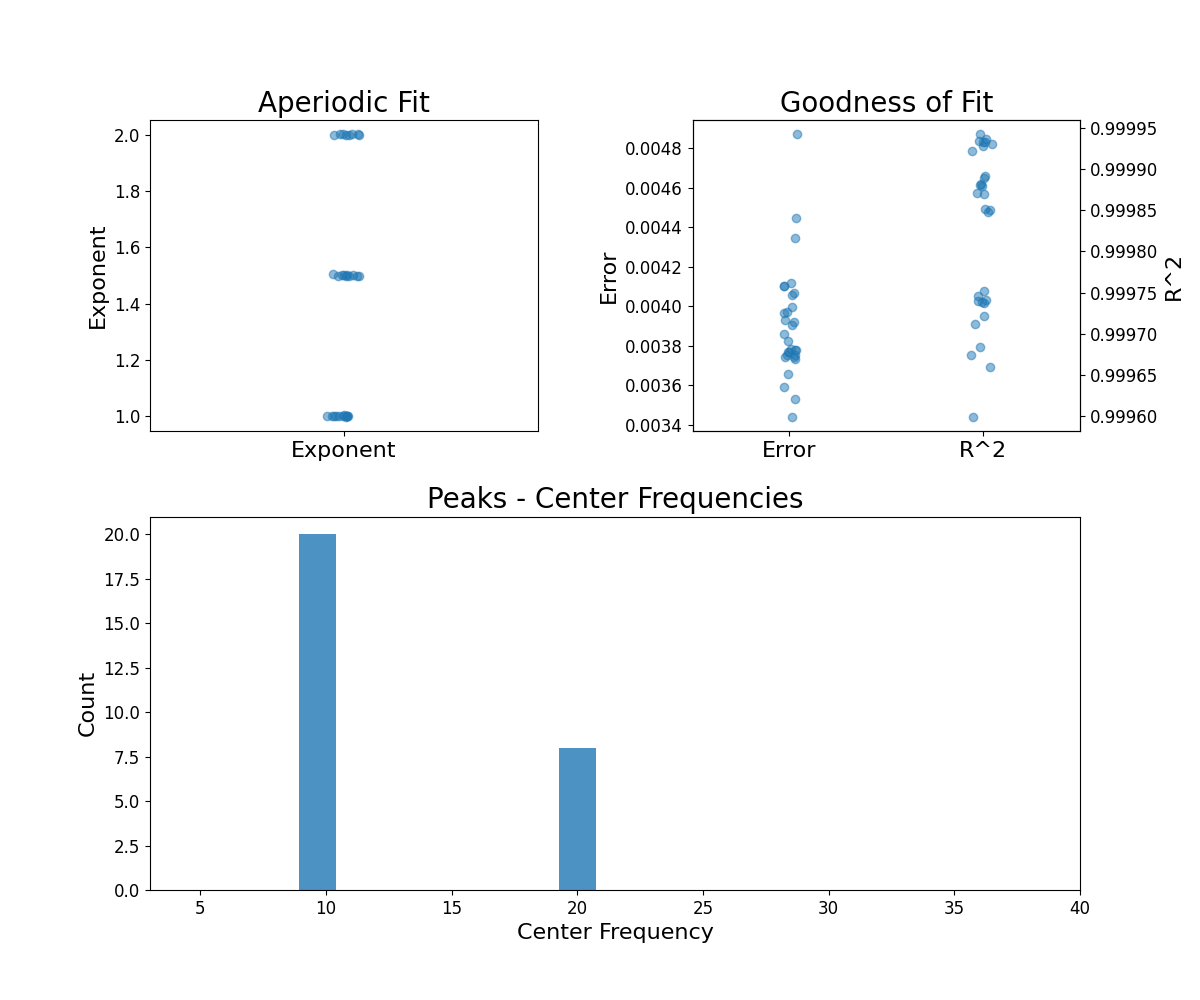 Aperiodic Fit
2.0
1.8
1.6
1.4
1.2
1.0
Exponent
Exponent
Goodness of Fit
0.0048
0.0046
0.0044
0.0042
0.0040
0.0038
0.0036
0.0034
Error
Error
R^2
0.99995
0.99990
0.99985
0.99980
0.99975
0.99970
0.99965
0.99960
R^2
Peaks - Center Frequencies
20.0
17.5
15.0
12.5
10.0
7.5
5.0
2.5
0.0
Count
5 10 15 20 25 30 35 40
Center Frequency